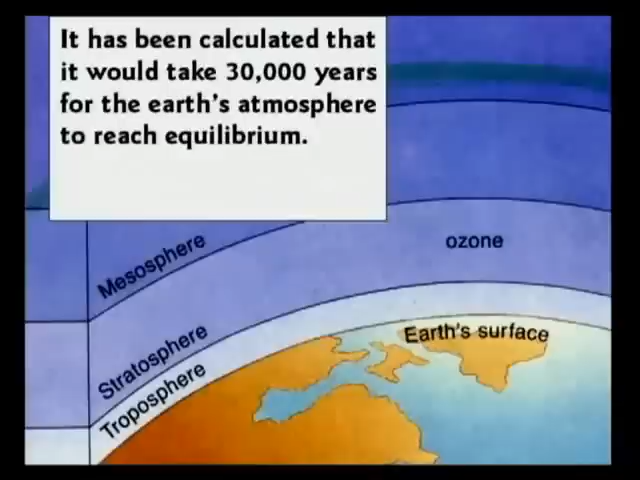 It has been calculated that
it would take 30,000 years
for the earth's atmosphere
to reach equilibrium.
Mesosphere
ozone
Stratosphere
Earth's surface
Troposphere